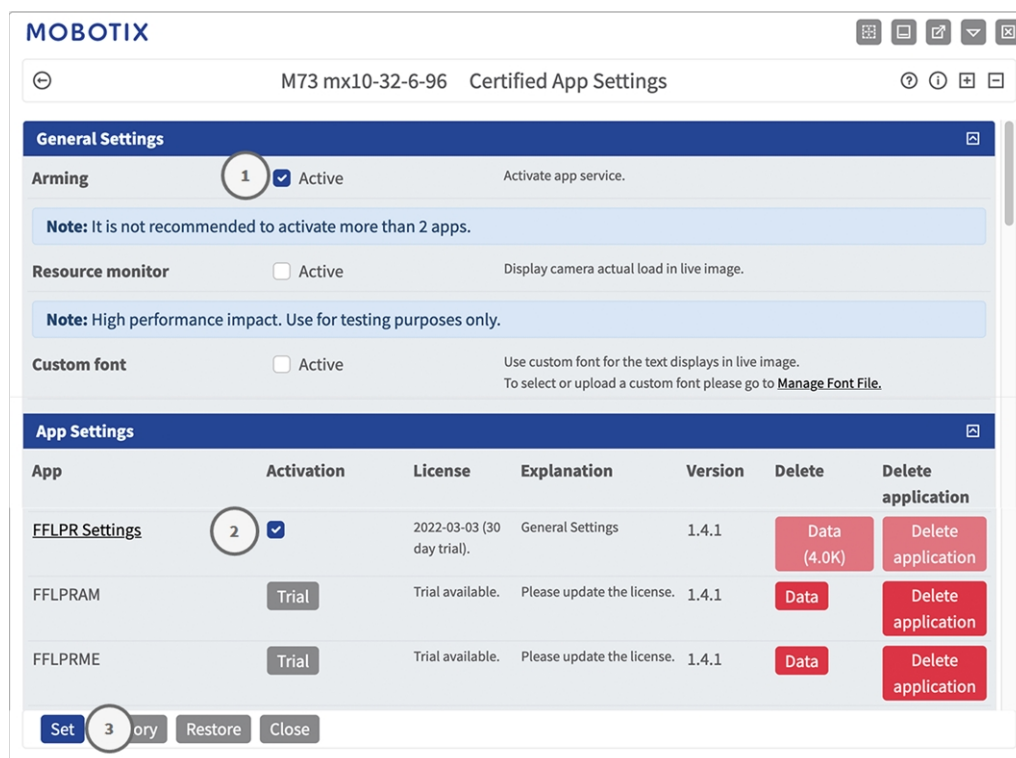 MOBOTIX
M73 mx10-32-6-96 Certified App Settings
General Settings
Arming 1 Active Activate app service.
Note: It is not recommended to activate more than 2 apps.
Resource monitor Active Display camera actual load in live image.
Note: High performance impact. Use for testing purposes only.
Custom font Active Use custom font for the text displays in live image.
To select or upload a custom font please go to Manage Font File.
App Settings
App Activation License Explanation Version Delete Delete
application
FFLPR Settings 2 2022-03-03 (30 General Settings 1.4.1 Data Delete
day trial). (4.0K) application
FFLPRAM Trial Trial available. Please update the license. 1.4.1 Data Delete
application
FFLPRME Trial Trial available. Please update the license. 1.4.1 Data Delete
application
Set 3 ory Restore Close